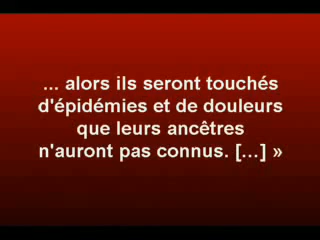 ... alors ils seront touchés
d'épidémies et de douleurs
que leurs ancêtres
n'auront pas connus. [...] »